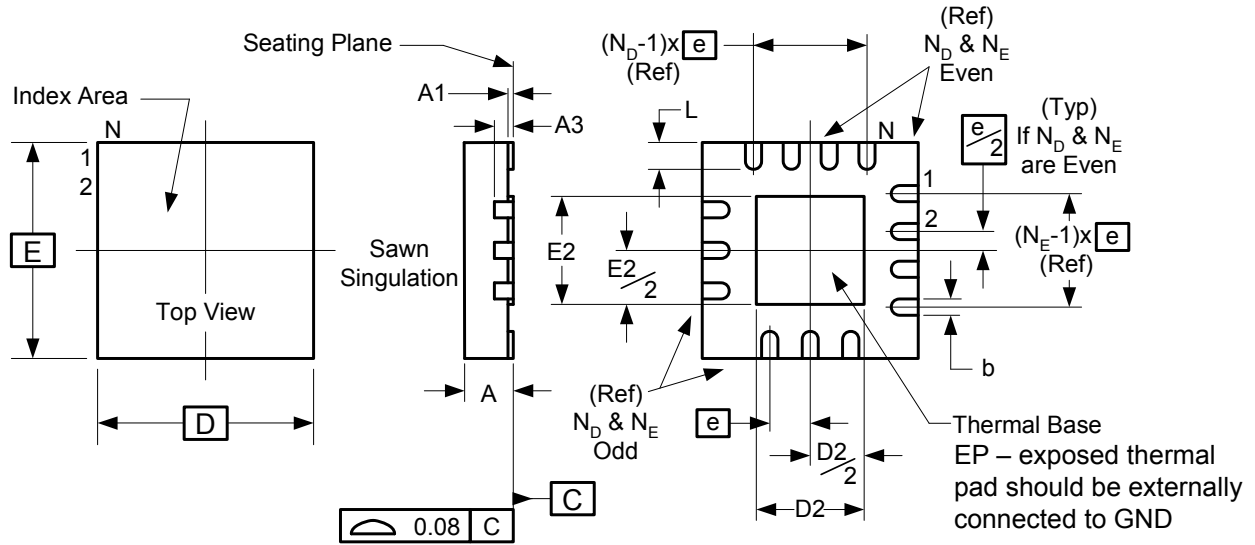 Seating Plane
Index Area
N
1
2
E
Top View
D
A1
A3
Sawn
Singulation
A
0.08 C
C
(N_D-1)x e
(Ref)
L
(Ref)
N_D & N_E
Even
N
1
2
e/2
(Typ)
If N_D & N_E
are Even
(N_E-1)x e
(Ref)
E2
E2/2
b
(Ref)
N_D & N_E
Odd
e
D2/2
D2
Thermal Base
EP – exposed thermal
pad should be externally
connected to GND